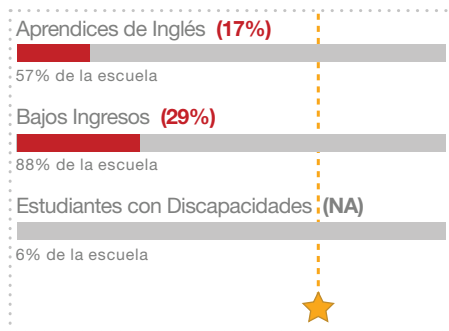 Aprendices de Inglés (17%)
57% de la escuela
Bajos Ingresos (29%)
88% de la escuela
Estudiantes con Discapacidades (NA)
6% de la escuela